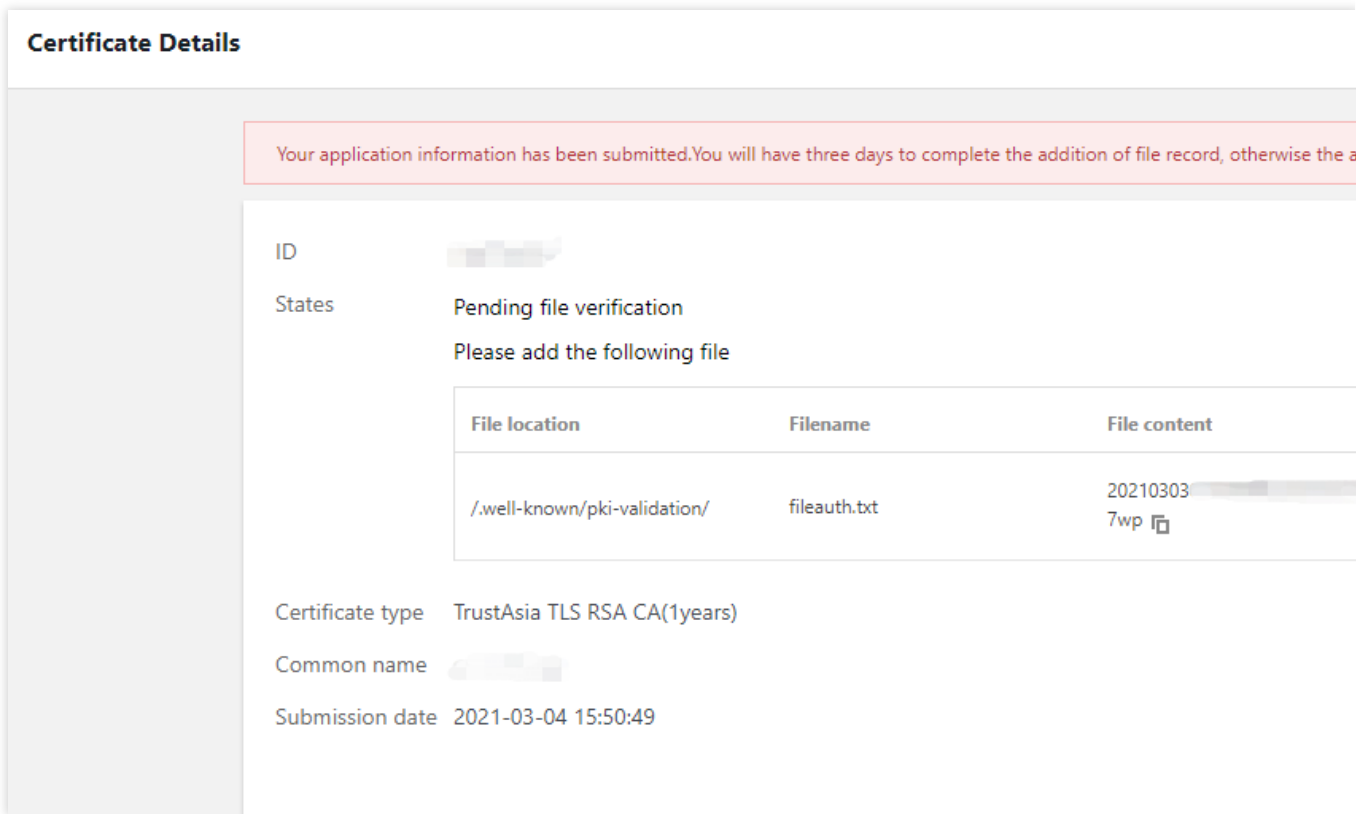 Certificate Details
Your application information has been submitted.You will have three days to complete the addition of file record, otherwise the a
ID
States Pending file verification
Please add the following file
File location Filename File content
/.well-known/pki-validation/ fileauth.txt 20210303
7wp
Certificate type TrustAsia TLS RSA CA(1years)
Common name
Submission date 2021-03-04 15:50:49